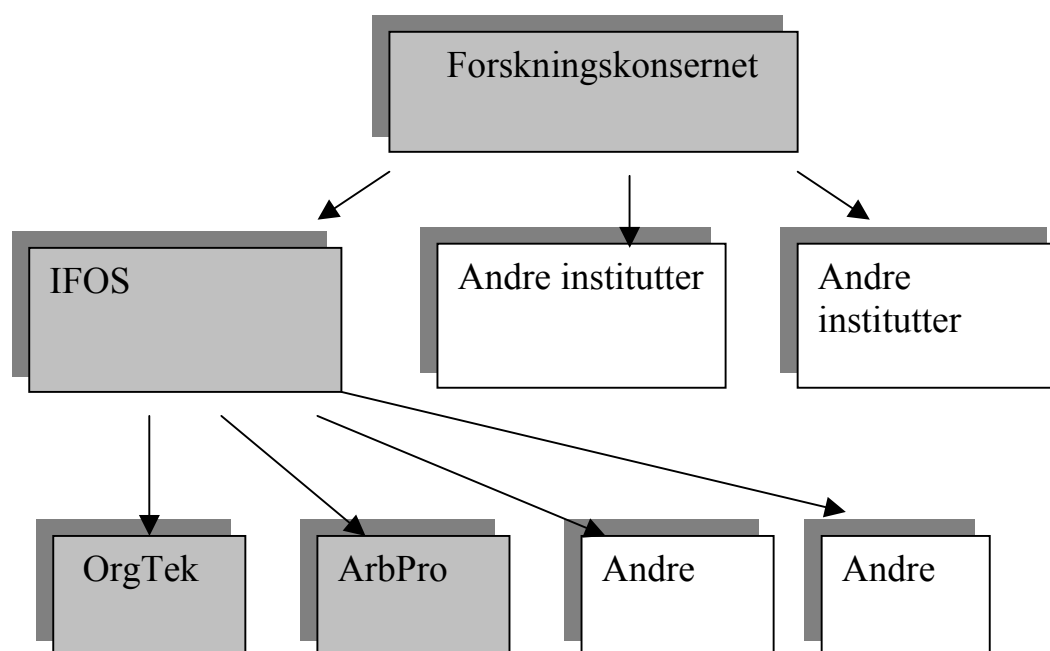 Forskningskonsernet
IFOS
Andre institutter
Andre
institutter
OrgTek
ArbPro
Andre
Andre